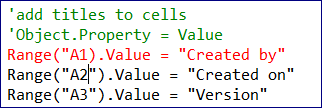 'add titles to cells
'Object.Property = Value
Range("A1).Value = "Created by"
Range("A2").Value = "Created on"
Range("A3").Value = "Version"